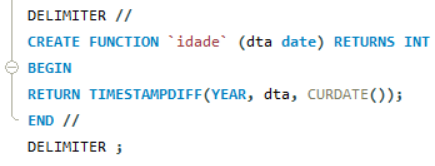 DELIMITER //
CREATE FUNCTION `idade` (dta date) RETURNS INT
BEGIN
RETURN TIMESTAMPDIFF(YEAR, dta, CURDATE());
END //
DELIMITER ;